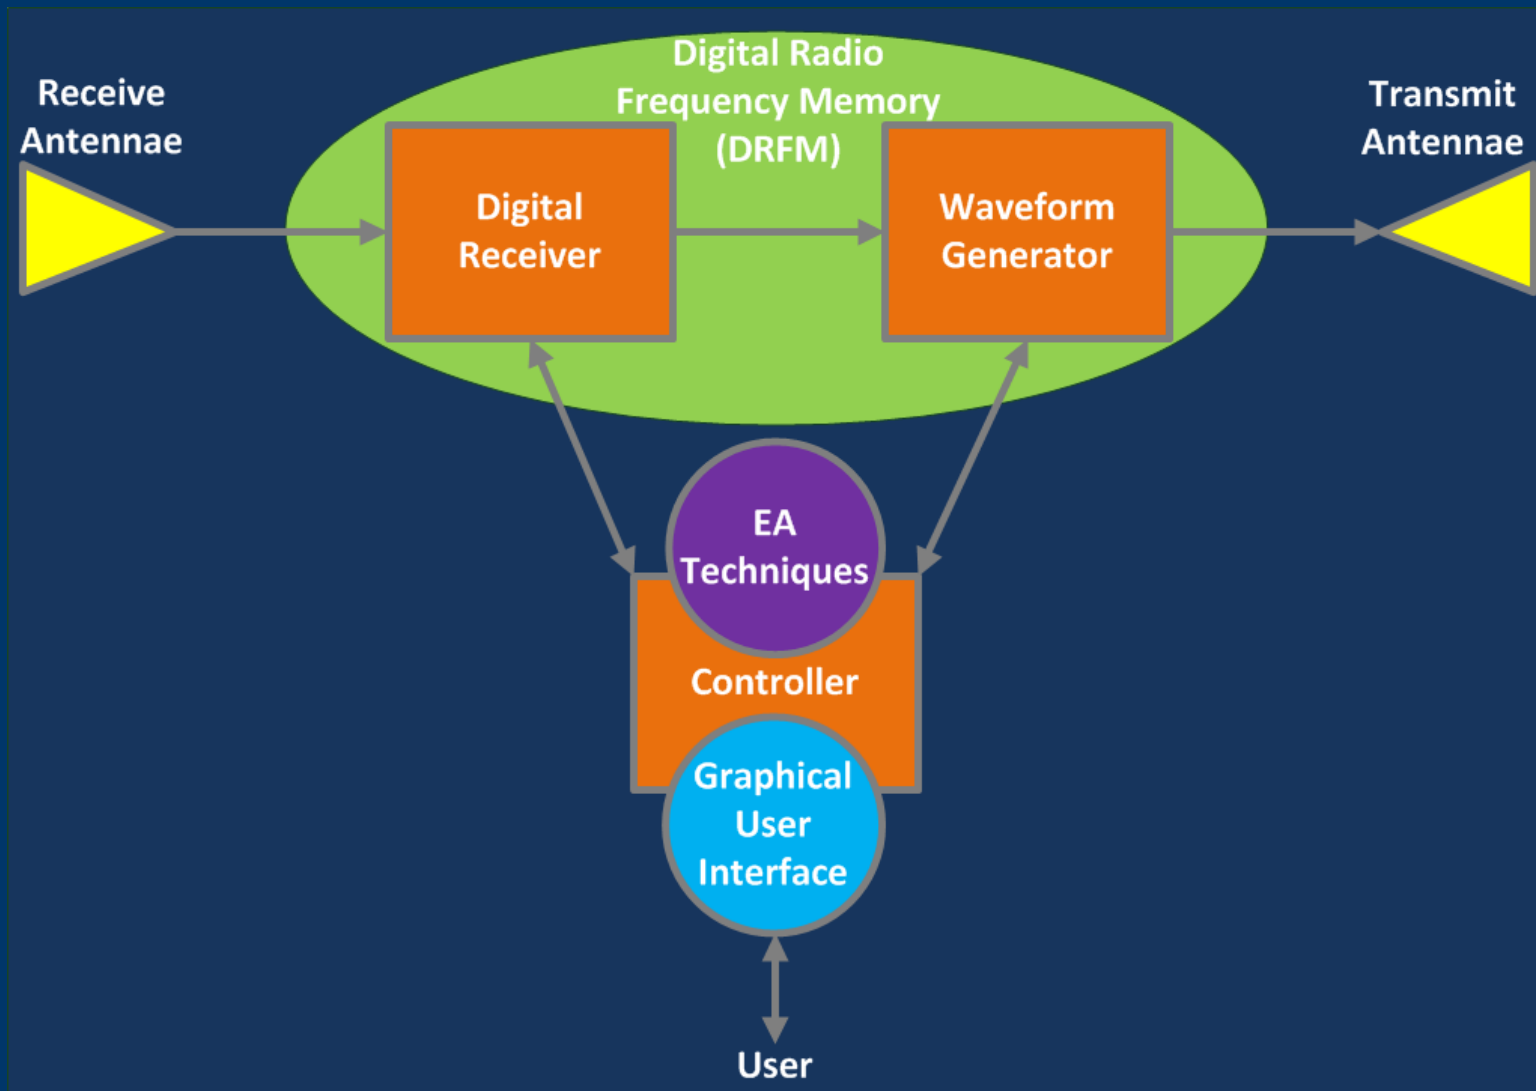 Digital Radio
Frequency Memory
(DRFM)
Receive
Antennae
Transmit
Antennae
Digital
Receiver
Waveform
Generator
EA
Techniques
Controller
Graphical
User
Interface
User